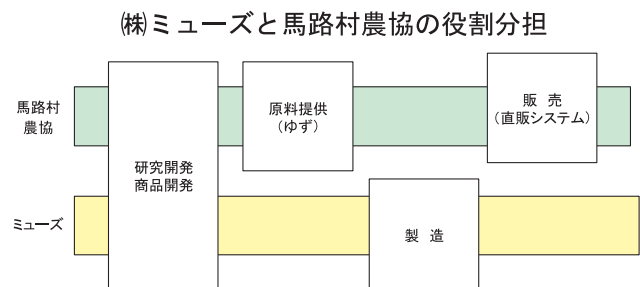 ㈱ミューズと馬路村農協の役割分担
馬路村
農協
原料提供
（ゆず）
販　売
（直販システム）
研究開発
商品開発
ミューズ
製　造